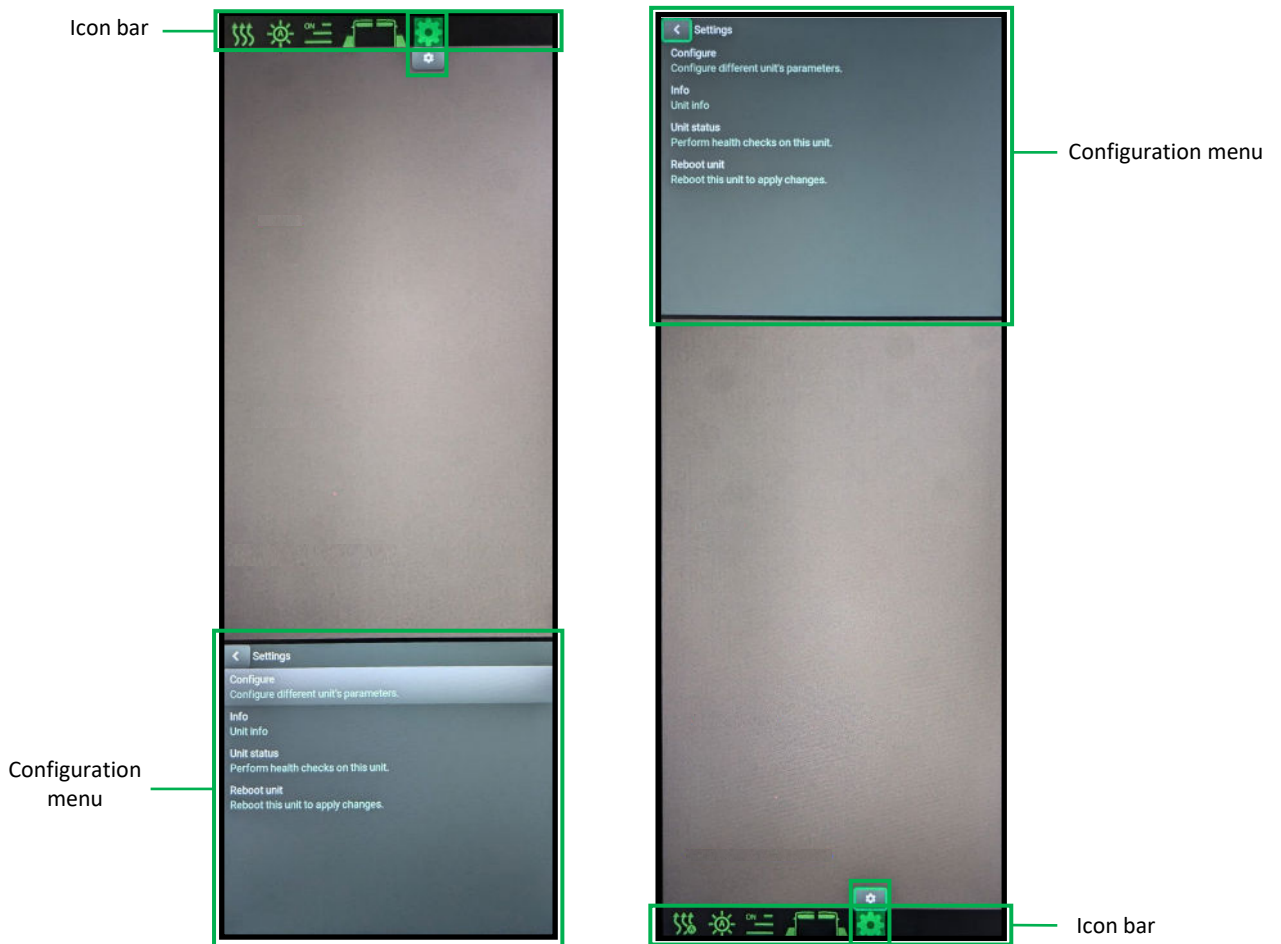 Icon bar
ON
A
Settings
Configure
Configure different unit's parameters.
Info
Unit info
Unit status
Perform health checks on this unit.
Reboot unit
Reboot this unit to apply changes.
Configuration
menu
Settings
Configure
Configure different unit's parameters.
Info
Unit info
Unit status
Perform health checks on this unit.
Reboot unit
Reboot this unit to apply changes.
Configuration menu
A
ON
Icon bar